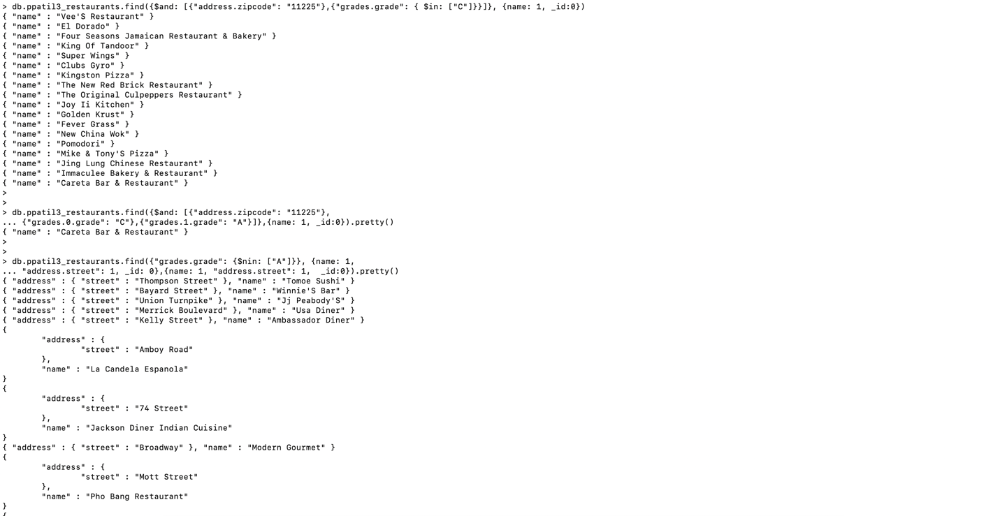 > db.ppatil3_restaurants.find({$and: [{"address.zipcode": "11225"},{"grades.grade": { $in: ["C"]}}]}, {name: 1, _id:0})
{ "name" : "Vee'S Restaurant" }
{ "name" : "El Dorado" }
{ "name" : "Four Seasons Jamaican Restaurant & Bakery" }
{ "name" : "King Of Tandoor" }
{ "name" : "Super Wings" }
{ "name" : "Clubs Gyro" }
{ "name" : "Kingston Pizza" }
{ "name" : "The New Red Brick Restaurant" }
{ "name" : "The Original Culpeppers Restaurant" }
{ "name" : "Joy Ii Kitchen" }
{ "name" : "Golden Krust" }
{ "name" : "Fever Grass" }
{ "name" : "New China Wok" }
{ "name" : "Pomodori" }
{ "name" : "Mike & Tony'S Pizza" }
{ "name" : "Jing Lung Chinese Restaurant" }
{ "name" : "Immaculee Bakery & Restaurant" }
{ "name" : "Careta Bar & Restaurant" }
>
>
> db.ppatil3_restaurants.find({$and: [{"address.zipcode": "11225"},
... {"grades.0.grade": "C"},{"grades.1.grade": "A"}]},{name: 1, _id:0}).pretty()
{ "name" : "Careta Bar & Restaurant" }
>
>
> db.ppatil3_restaurants.find({"grades.grade": {$nin: ["A"]}}, {name: 1,
... "address.street": 1, _id: 0},{name: 1, "address.street": 1,  _id:0}).pretty()
{ "address" : { "street" : "Thompson Street" }, "name" : "Tomoe Sushi" }
{ "address" : { "street" : "Bayard Street" }, "name" : "Winnie'S Bar" }
{ "address" : { "street" : "Union Turnpike" }, "name" : "Jj Peabody'S" }
{ "address" : { "street" : "Merrick Boulevard" }, "name" : "Usa Diner" }
{ "address" : { "street" : "Kelly Street" }, "name" : "Ambassador Diner" }
{
        "address" : {
                "street" : "Amboy Road"
        },
        "name" : "La Candela Espanola"
}
{
        "address" : {
                "street" : "74 Street"
        },
        "name" : "Jackson Diner Indian Cuisine"
}
{ "address" : { "street" : "Broadway" }, "name" : "Modern Gourmet" }
{
        "address" : {
                "street" : "Mott Street"
        },
        "name" : "Pho Bang Restaurant"
}
{